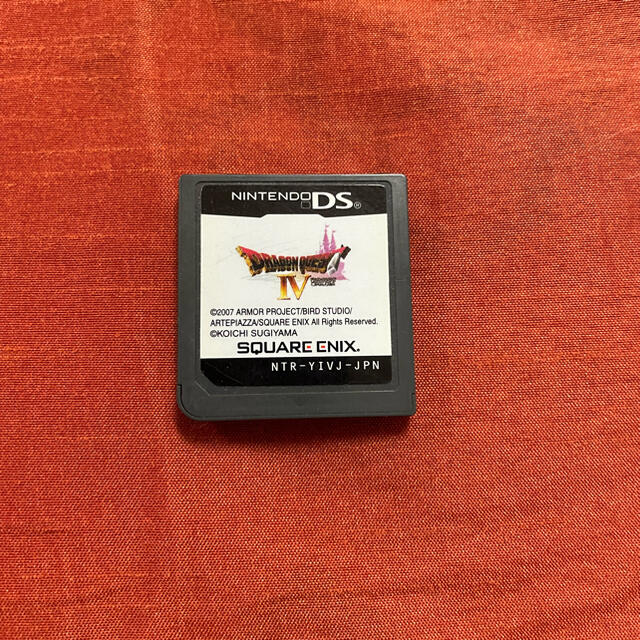 NINTENDO DS®
DRAGON QUEST
IV
©2007 ARMOR PROJECT/BIRD STUDIO/
ARTEPIAZZA/SQUARE ENIX All Rights Reserved.
©KOICHI SUGIYAMA
SQUARE ENIX.
NTR-YIVJ-JPN